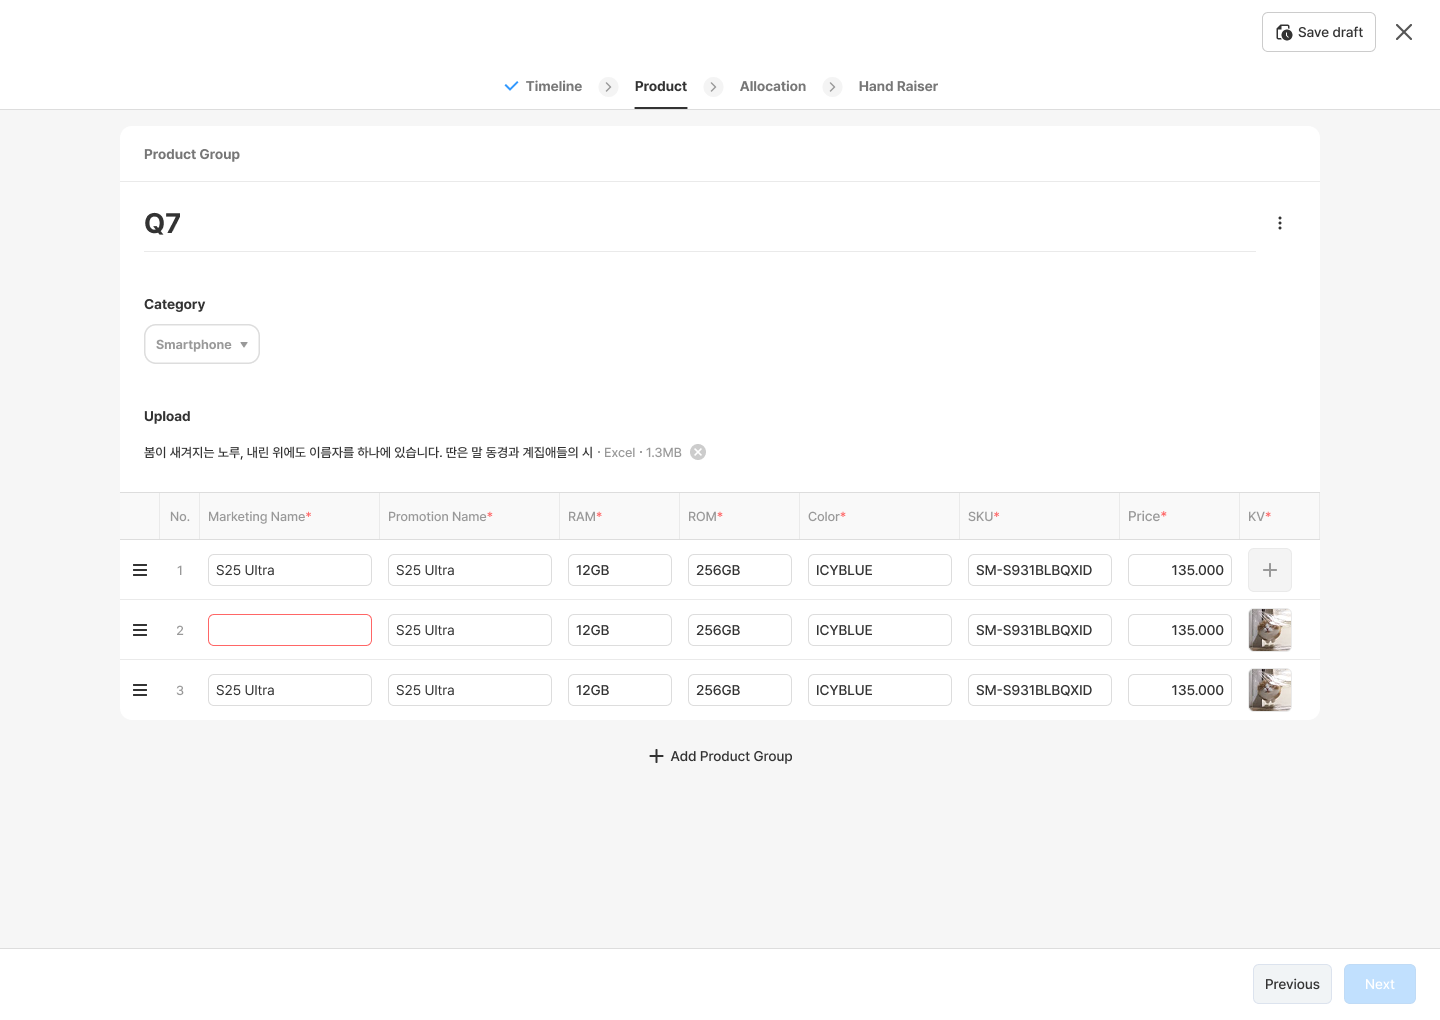 Save draft
Timeline
Product
Allocation
Hand Raiser
Product Group
Q7
Category
Smartphone
Upload
봄이 새겨지는 노루, 내린 위에도 이름자를 하나에 있습니다. 딴은 말 동경과 계집애들의 시 · Excel · 1.3MB
No. Marketing Name* Promotion Name* RAM* ROM* Color* SKU* Price* KV*
1 S25 Ultra S25 Ultra 12GB 256GB ICYBLUE SM-S931BLBQXID 135.000
2 S25 Ultra 12GB 256GB ICYBLUE SM-S931BLBQXID 135.000
3 S25 Ultra S25 Ultra 12GB 256GB ICYBLUE SM-S931BLBQXID 135.000
Add Product Group
Previous
Next